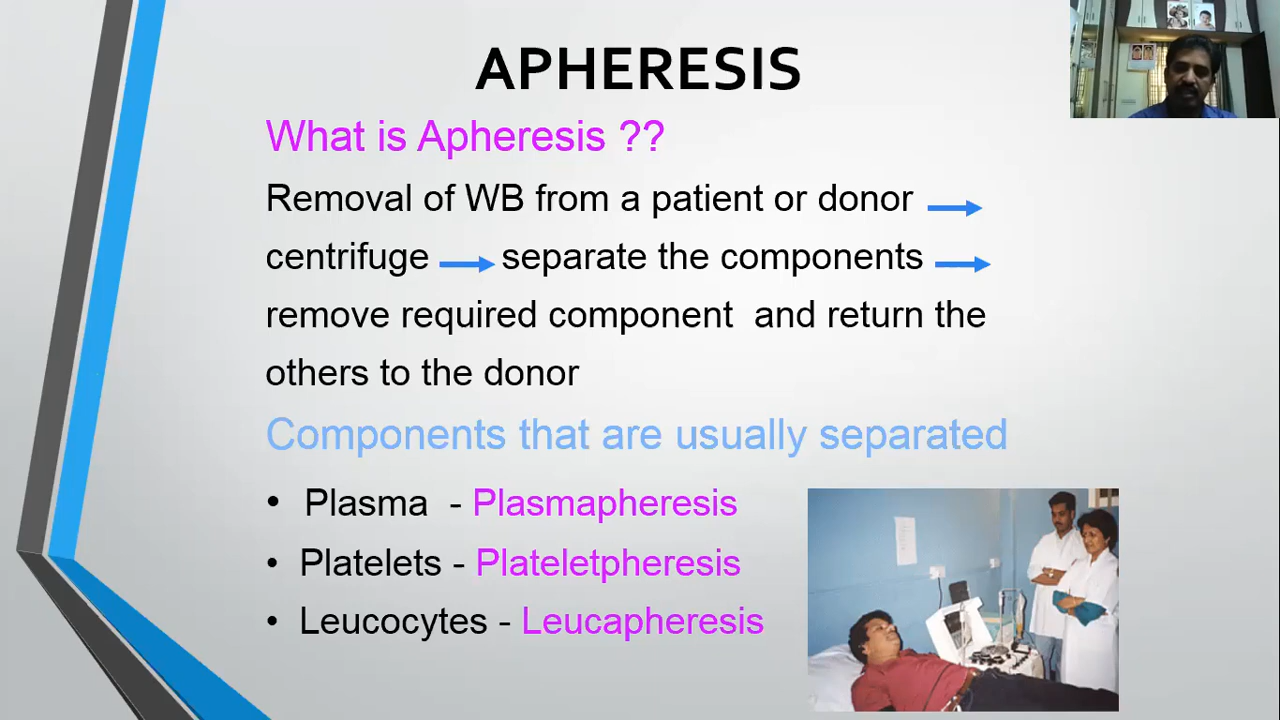 APHERESIS
What is Apheresis ??
Removal of WB from a patient or donor
centrifuge separate the components
remove required component and return the
others to the donor
Components that are usually separated
• Plasma - Plasmapheresis
• Platelets - Plateletpheresis
• Leucocytes - Leucapheresis